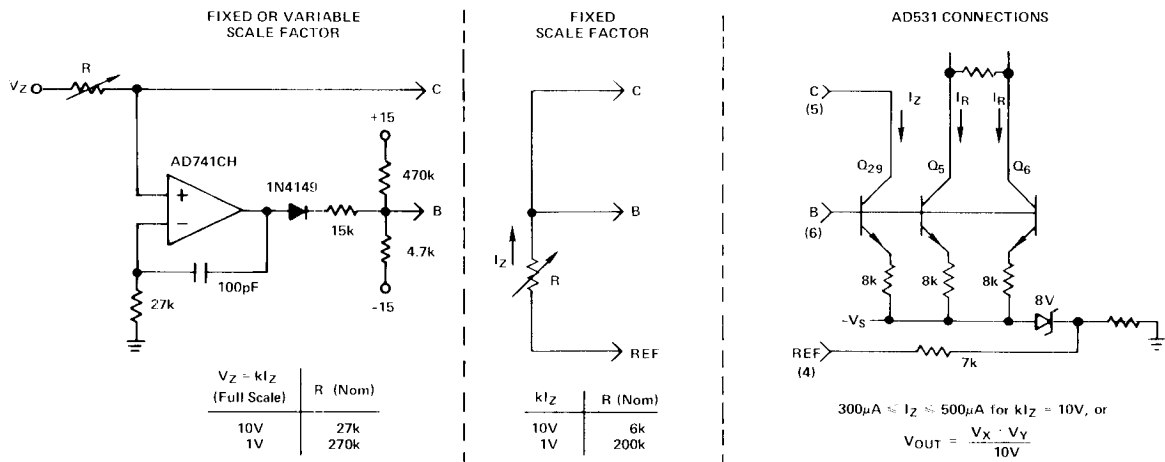 FIXED OR VARIABLE
SCALE FACTOR
VZ
R
C
+15
AD741CH
470k
1N4149
+
−
15k
B
4.7k
100pF
27k
-15
VZ = kIZ
(Full Scale)
R (Nom)
10V 27k
1V 270k
FIXED
SCALE FACTOR
C
B
IZ
R
REF
kIZ R (Nom)
10V 6k
1V 200k
AD531 CONNECTIONS
C
(5)
IZ
IR
IR
Q29
Q5
Q6
B
(6)
8k
8k
8k
8V
-VS
REF
(4)
7k
300μA ≤ IZ ≤ 500μA for kIZ = 10V, or
VOUT = VX · VY
10V